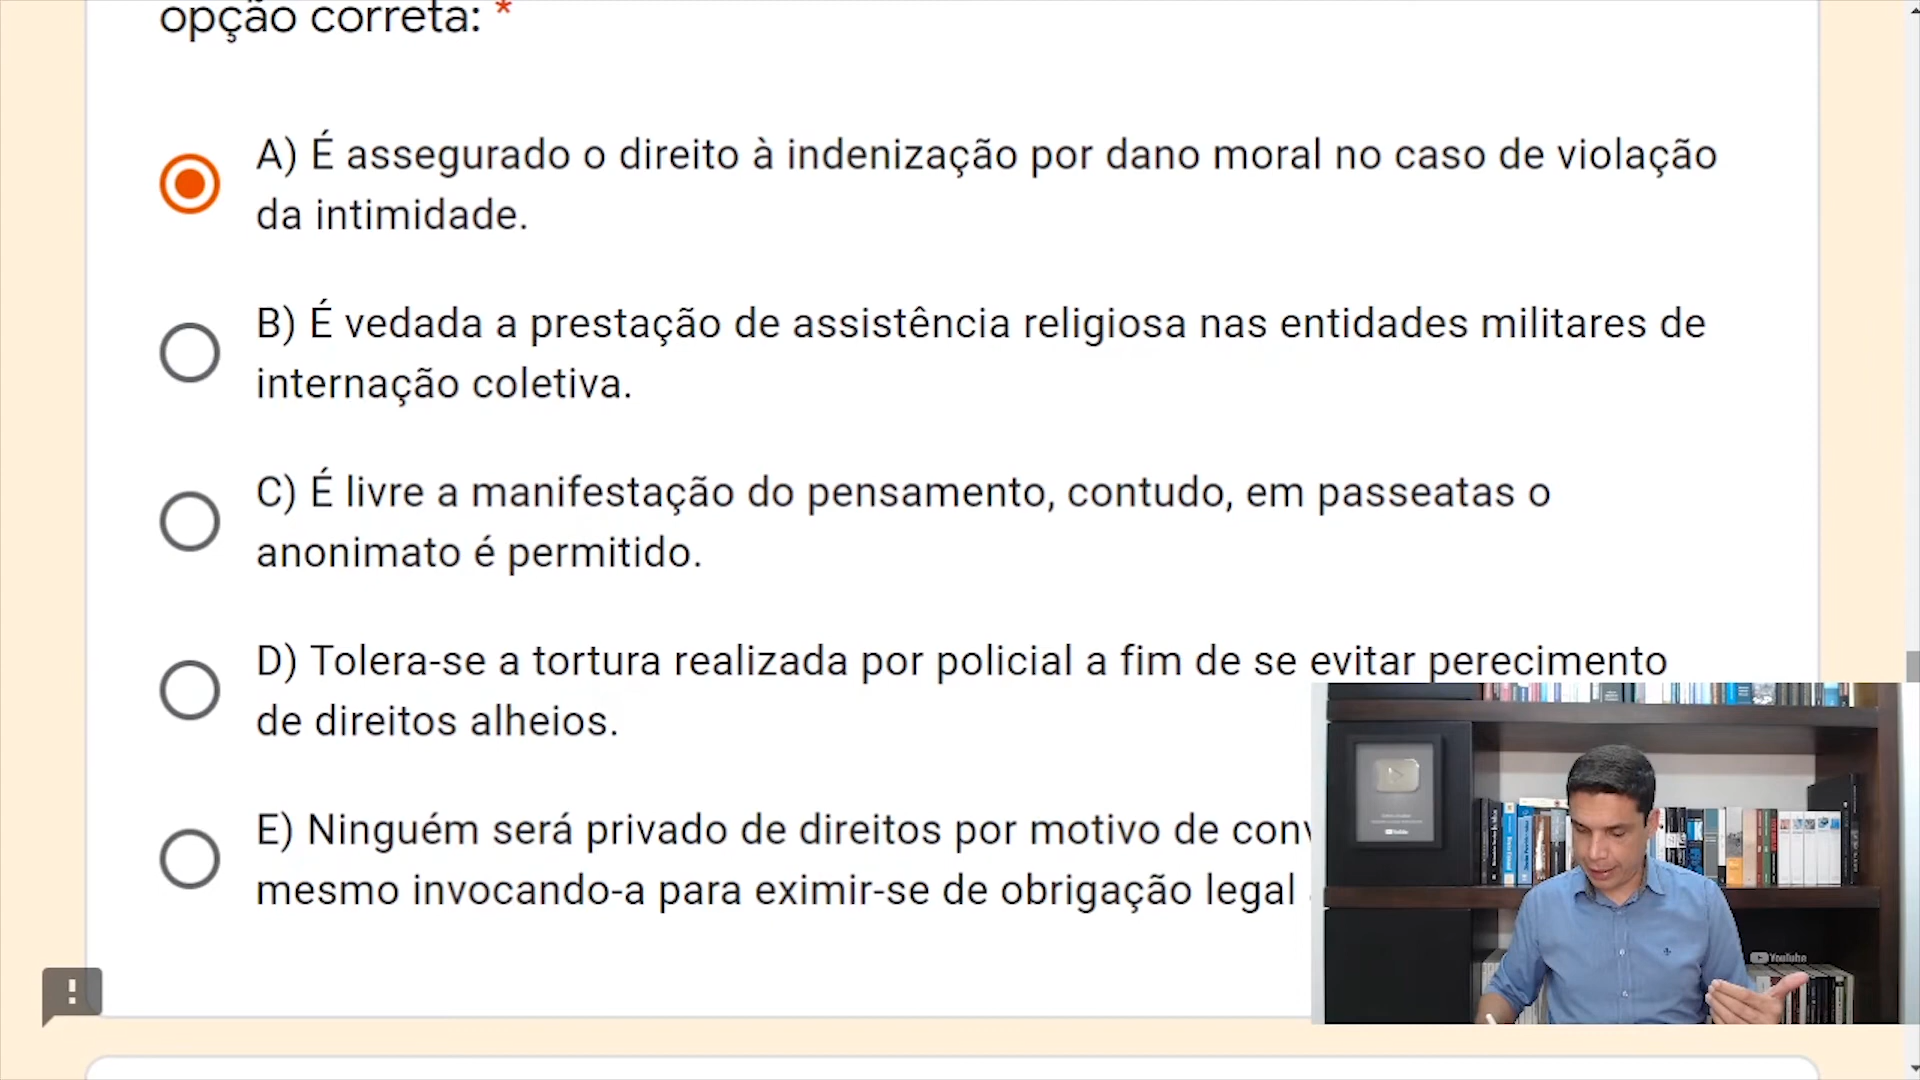 opção correta: *
A) É assegurado o direito à indenização por dano moral no caso de violação
da intimidade.
B) É vedada a prestação de assistência religiosa nas entidades militares de
internação coletiva.
C) É livre a manifestação do pensamento, contudo, em passeatas o
anonimato é permitido.
D) Tolera-se a tortura realizada por policial a fim de se evitar perecimento
de direitos alheios.
E) Ninguém será privado de direitos por motivo de
mesmo invocando-a para eximir-se de obrigação legal
YouTube